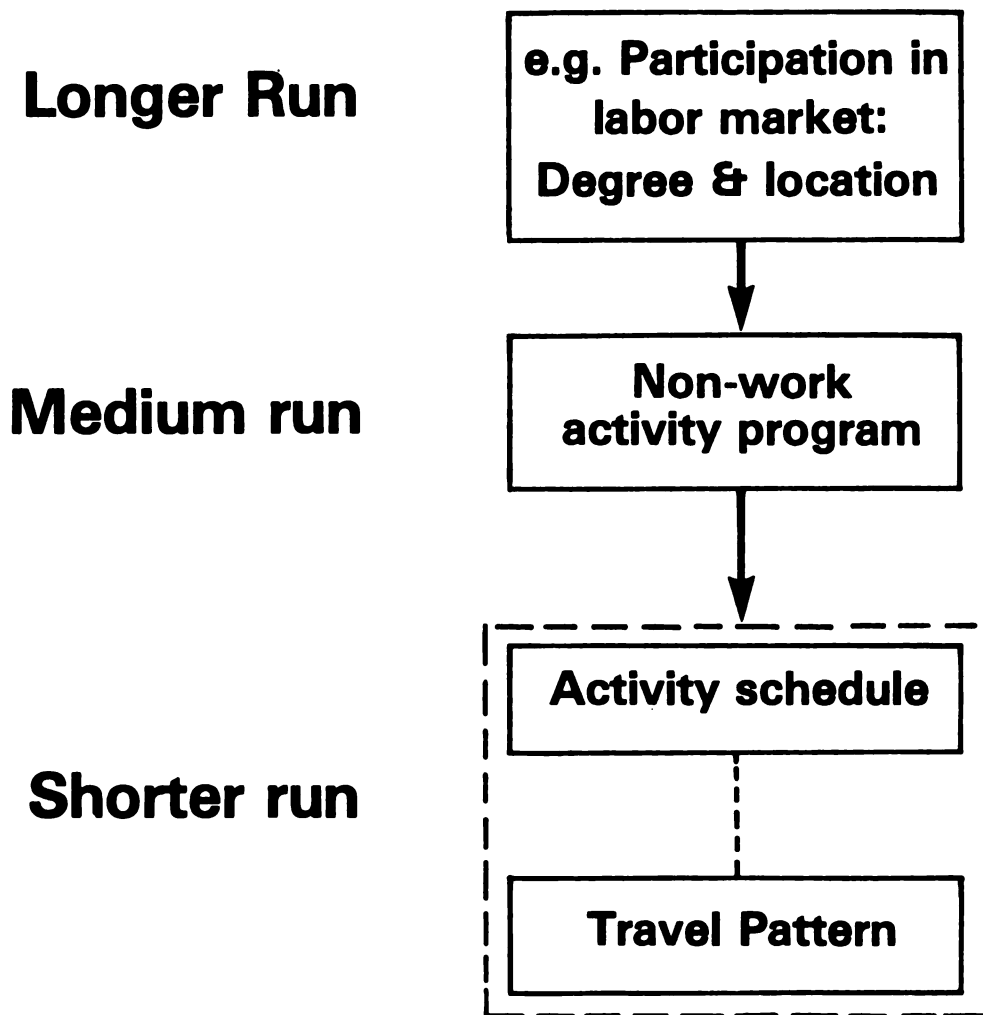 Longer Run
e.g. Participation in
labor market:
Degree & location
Medium run
Non-work
activity program
Shorter run
Activity schedule
Travel Pattern